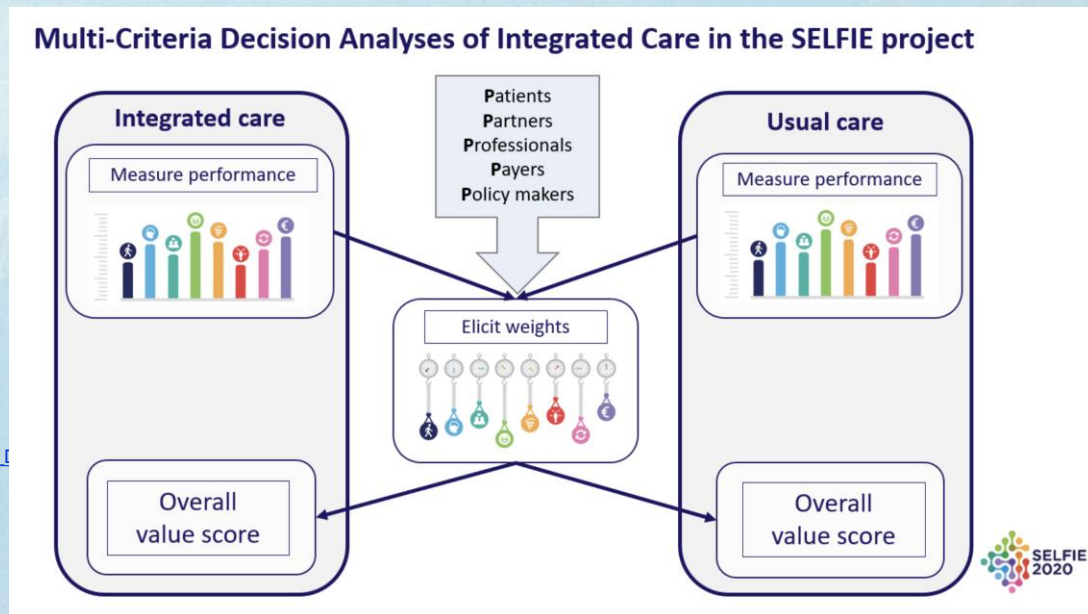 Multi-Criteria Decision Analyses of Integrated Care in the SELFIE project
Integrated care
Measure performance
€
Patients
Partners
Professionals
Payers
Policy makers
Elicit weights
€
Usual care
Measure performance
€
Overall
value score
Overall
value score
SELFIE
2020